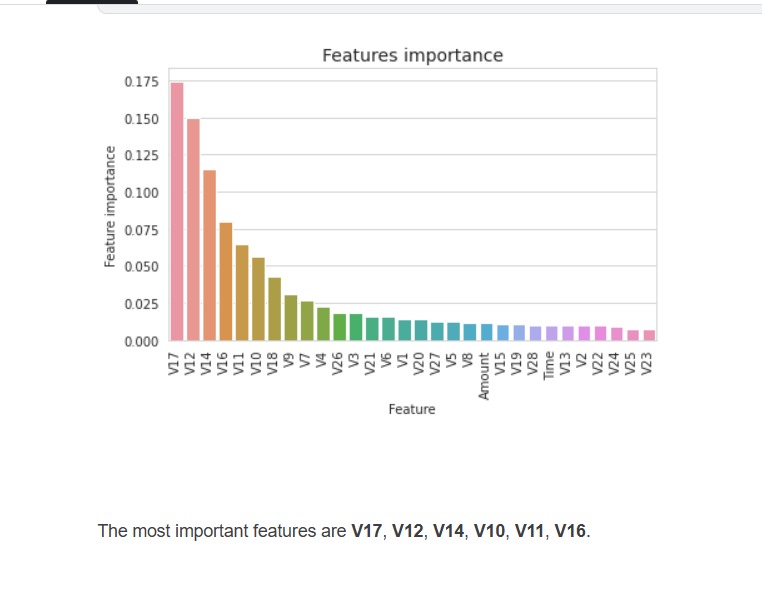 Features importance
0.175
0.150
0.125
0.100
0.075
0.050
0.025
0.000
Feature importance
V17 V12 V14 V16 V11 V10 V18 V9 V7 V4 V26 V3 V21 V6 V1 V20 V27 V5 V8 Amount V15 V19 V28 Time V13 V2 V22 V24 V25 V23
Feature
The most important features are V17, V12, V14, V10, V11, V16.